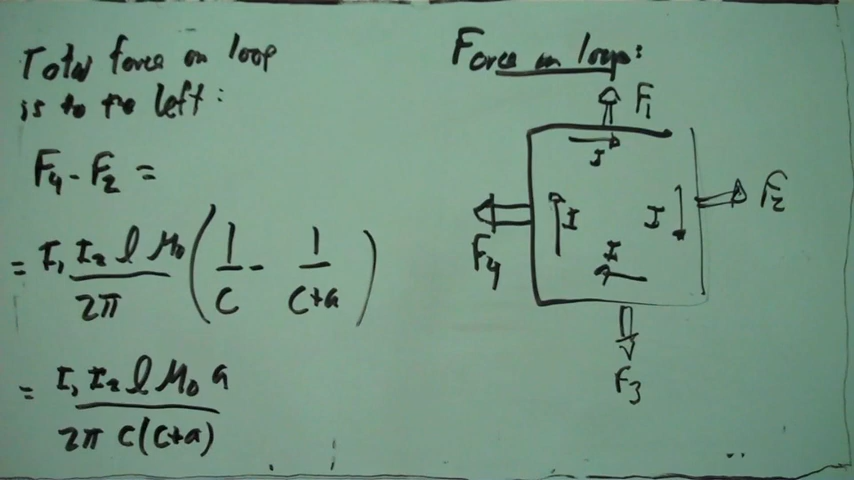 Total force on loop
is to the left:
F₄ - F₂ =
= I₁ I₂ l μ₀ / 2π (1/c - 1/(c+a))
= I₁ I₂ l μ₀ a / 2π c(c+a)
Force on loop:
F₁
I
F₂
I
I
F₄
I
F₃